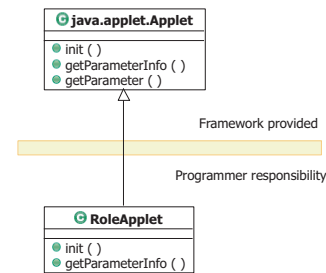 G java.applet.Applet
init ( )
getParameterInfo ( )
getParameter ( )
Framework provided
Programmer responsibility
G RoleApplet
init ( )
getParameterInfo ( )